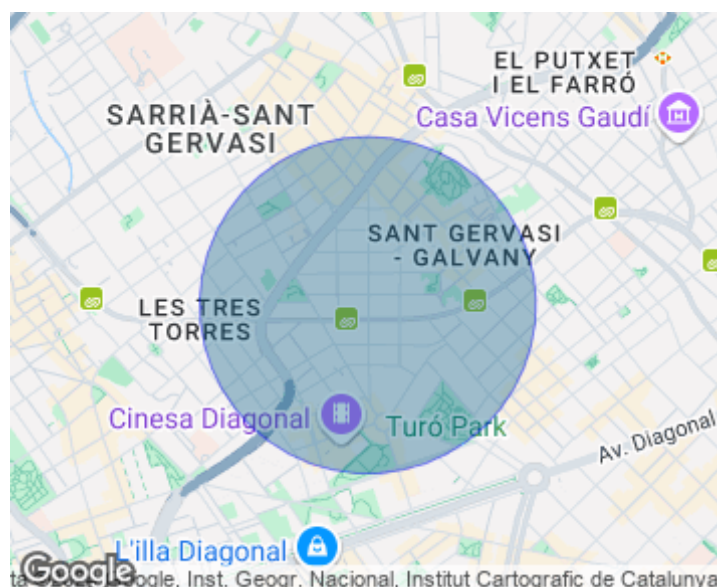 EL PUTXET
I EL FARRÓ
SARRIÀ-SANT
GERVASI
Casa Vicens Gaudí
SANT GERVASI
- GALVANY
LES TRES
TORRES
Cinesa Diagonal
Turó Park
Av. Diagonal
L'illa Diagonal
Google
Inst. Geogr. Nacional, Institut Cartografic de Catalunya